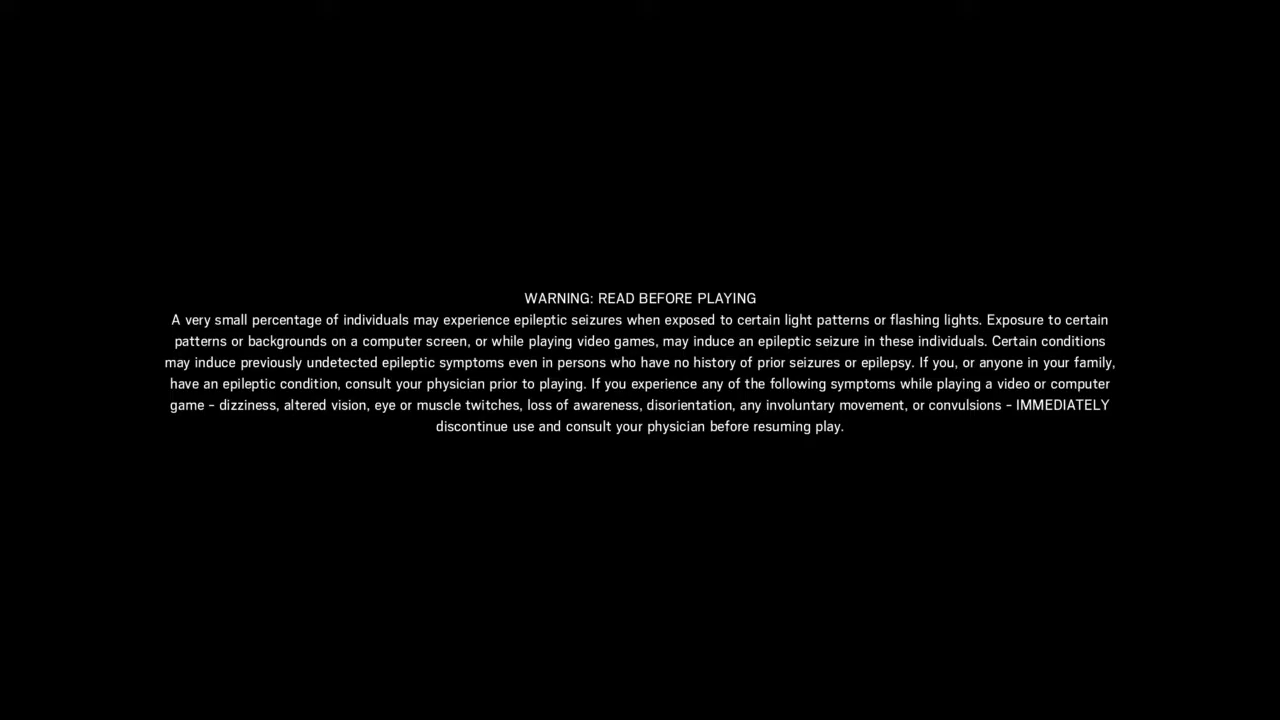 WARNING: READ BEFORE PLAYING
A very small percentage of individuals may experience epileptic seizures when exposed to certain light patterns or flashing lights. Exposure to certain
patterns or backgrounds on a computer screen, or while playing video games, may induce an epileptic seizure in these individuals. Certain conditions
may induce previously undetected epileptic symptoms even in persons who have no history of prior seizures or epilepsy. If you, or anyone in your family,
have an epileptic condition, consult your physician prior to playing. If you experience any of the following symptoms while playing a video or computer
game - dizziness, altered vision, eye or muscle twitches, loss of awareness, disorientation, any involuntary movement, or convulsions - IMMEDIATELY
discontinue use and consult your physician before resuming play.